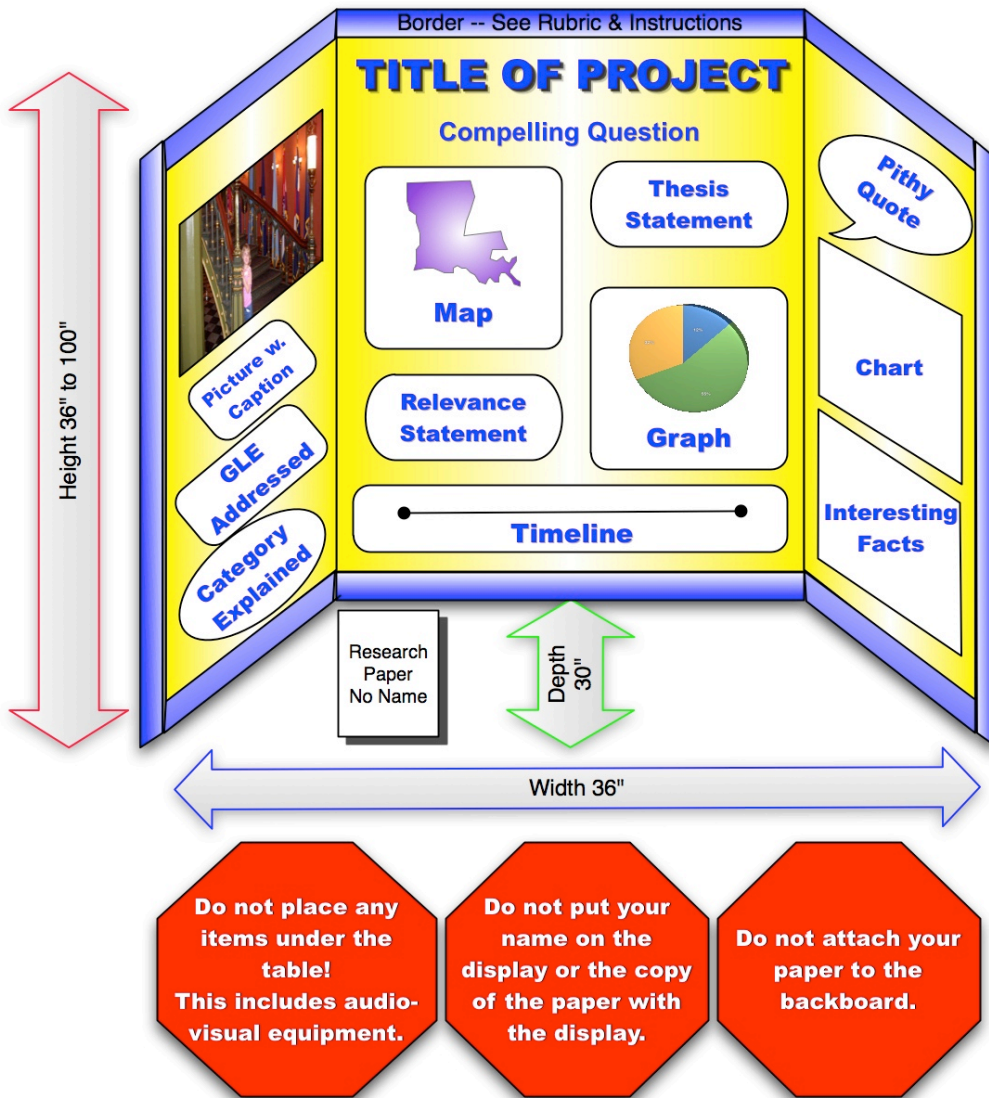 Border -- See Rubric & Instructions
TITLE OF PROJECT
Compelling Question
Height 36" to 100"
Picture w.
Caption
GLE
Addressed
Category
Explained
Map
Thesis
Statement
Relevance
Statement
Graph
Timeline
Pithy
Quote
Chart
Interesting
Facts
Research
Paper
No Name
Depth
30"
Width 36"
Do not place any
items under the
table!
This includes audio-
visual equipment.
Do not put your
name on the
display or the copy
of the paper with
the display.
Do not attach your
paper to the
backboard.